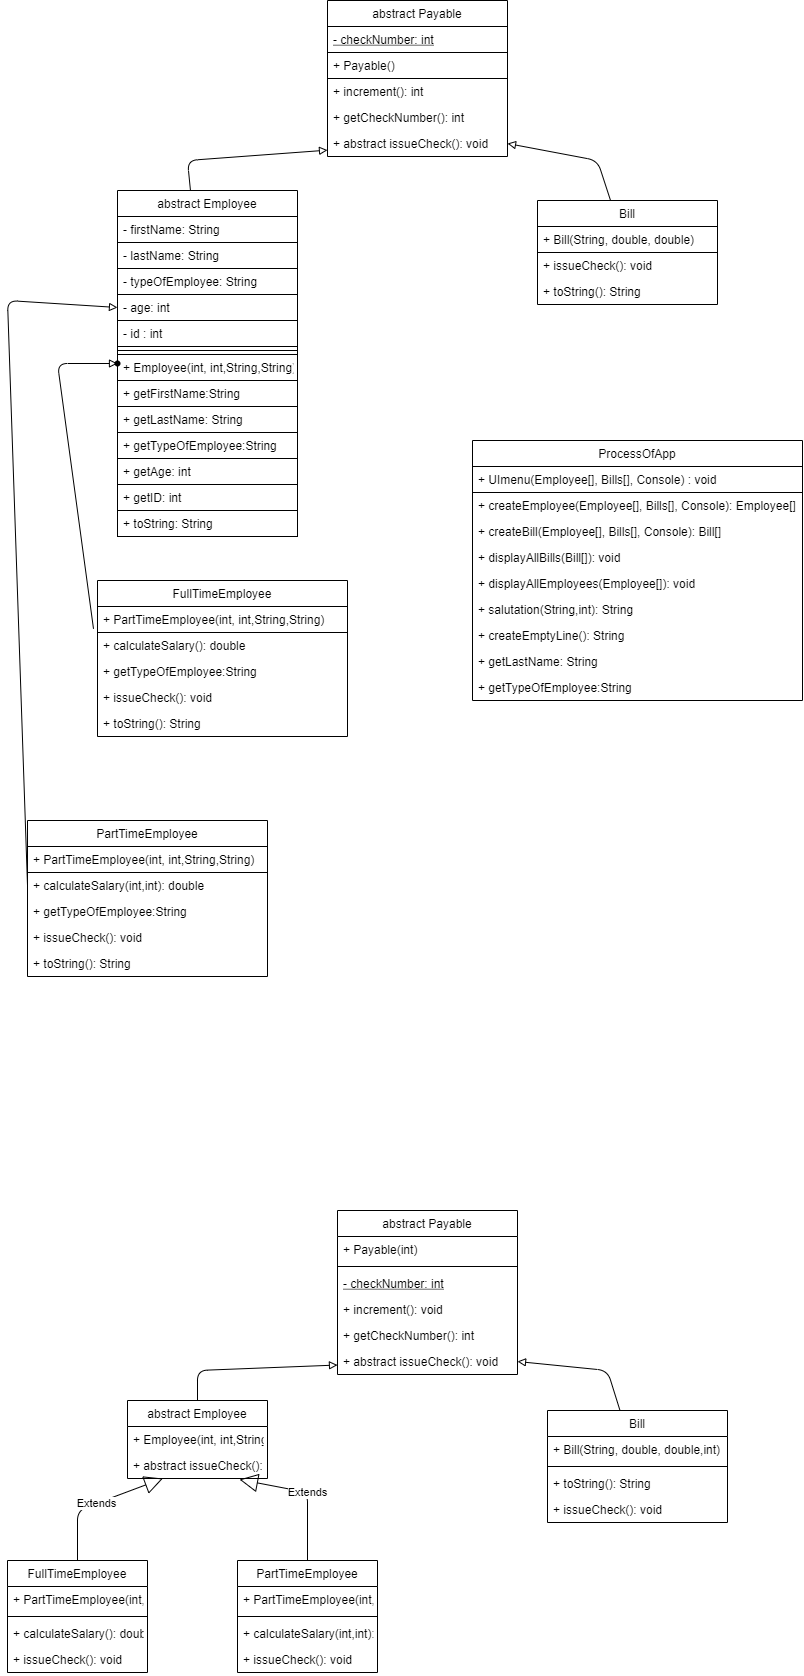 abstract Payable
- checkNumber: int
+ Payable()
+ increment(): int
+ getCheckNumber(): int
+ abstract issueCheck(): void
abstract Employee
- firstName: String
- lastName: String
- typeOfEmployee: String
- age: int
- id : int
+ Employee(int, int,String,String)
+ getFirstName:String
+ getLastName: String
+ getTypeOfEmployee:String
+ getAge: int
+ getID: int
+ toString: String
Bill
+ Bill(String, double, double)
+ issueCheck(): void
+ toString(): String
ProcessOfApp
+ UImenu(Employee[], Bills[], Console) : void
+ createEmployee(Employee[], Bills[], Console): Employee[]
+ createBill(Employee[], Bills[], Console): Bill[]
+ displayAllBills(Bill[]): void
+ displayAllEmployees(Employee[]): void
+ salutation(String,int): String
+ createEmptyLine(): String
+ getLastName: String
+ getTypeOfEmployee:String
FullTimeEmployee
+ PartTimeEmployee(int, int,String,String)
+ calculateSalary(): double
+ getTypeOfEmployee:String
+ issueCheck(): void
+ toString(): String
PartTimeEmployee
+ PartTimeEmployee(int, int,String,String)
+ calculateSalary(int,int): double
+ getTypeOfEmployee:String
+ issueCheck(): void
+ toString(): String
abstract Payable
+ Payable(int)
- checkNumber: int
+ increment(): void
+ getCheckNumber(): int
+ abstract issueCheck(): void
abstract Employee
+ Employee(int, int,String
+ abstract issueCheck():
Bill
+ Bill(String, double, double,int)
+ toString(): String
+ issueCheck(): void
Extends
Extends
FullTimeEmployee
+ PartTimeEmployee(int,
+ calculateSalary(): doub
+ issueCheck(): void
PartTimeEmployee
+ PartTimeEmployee(int,
+ calculateSalary(int,int):
+ issueCheck(): void